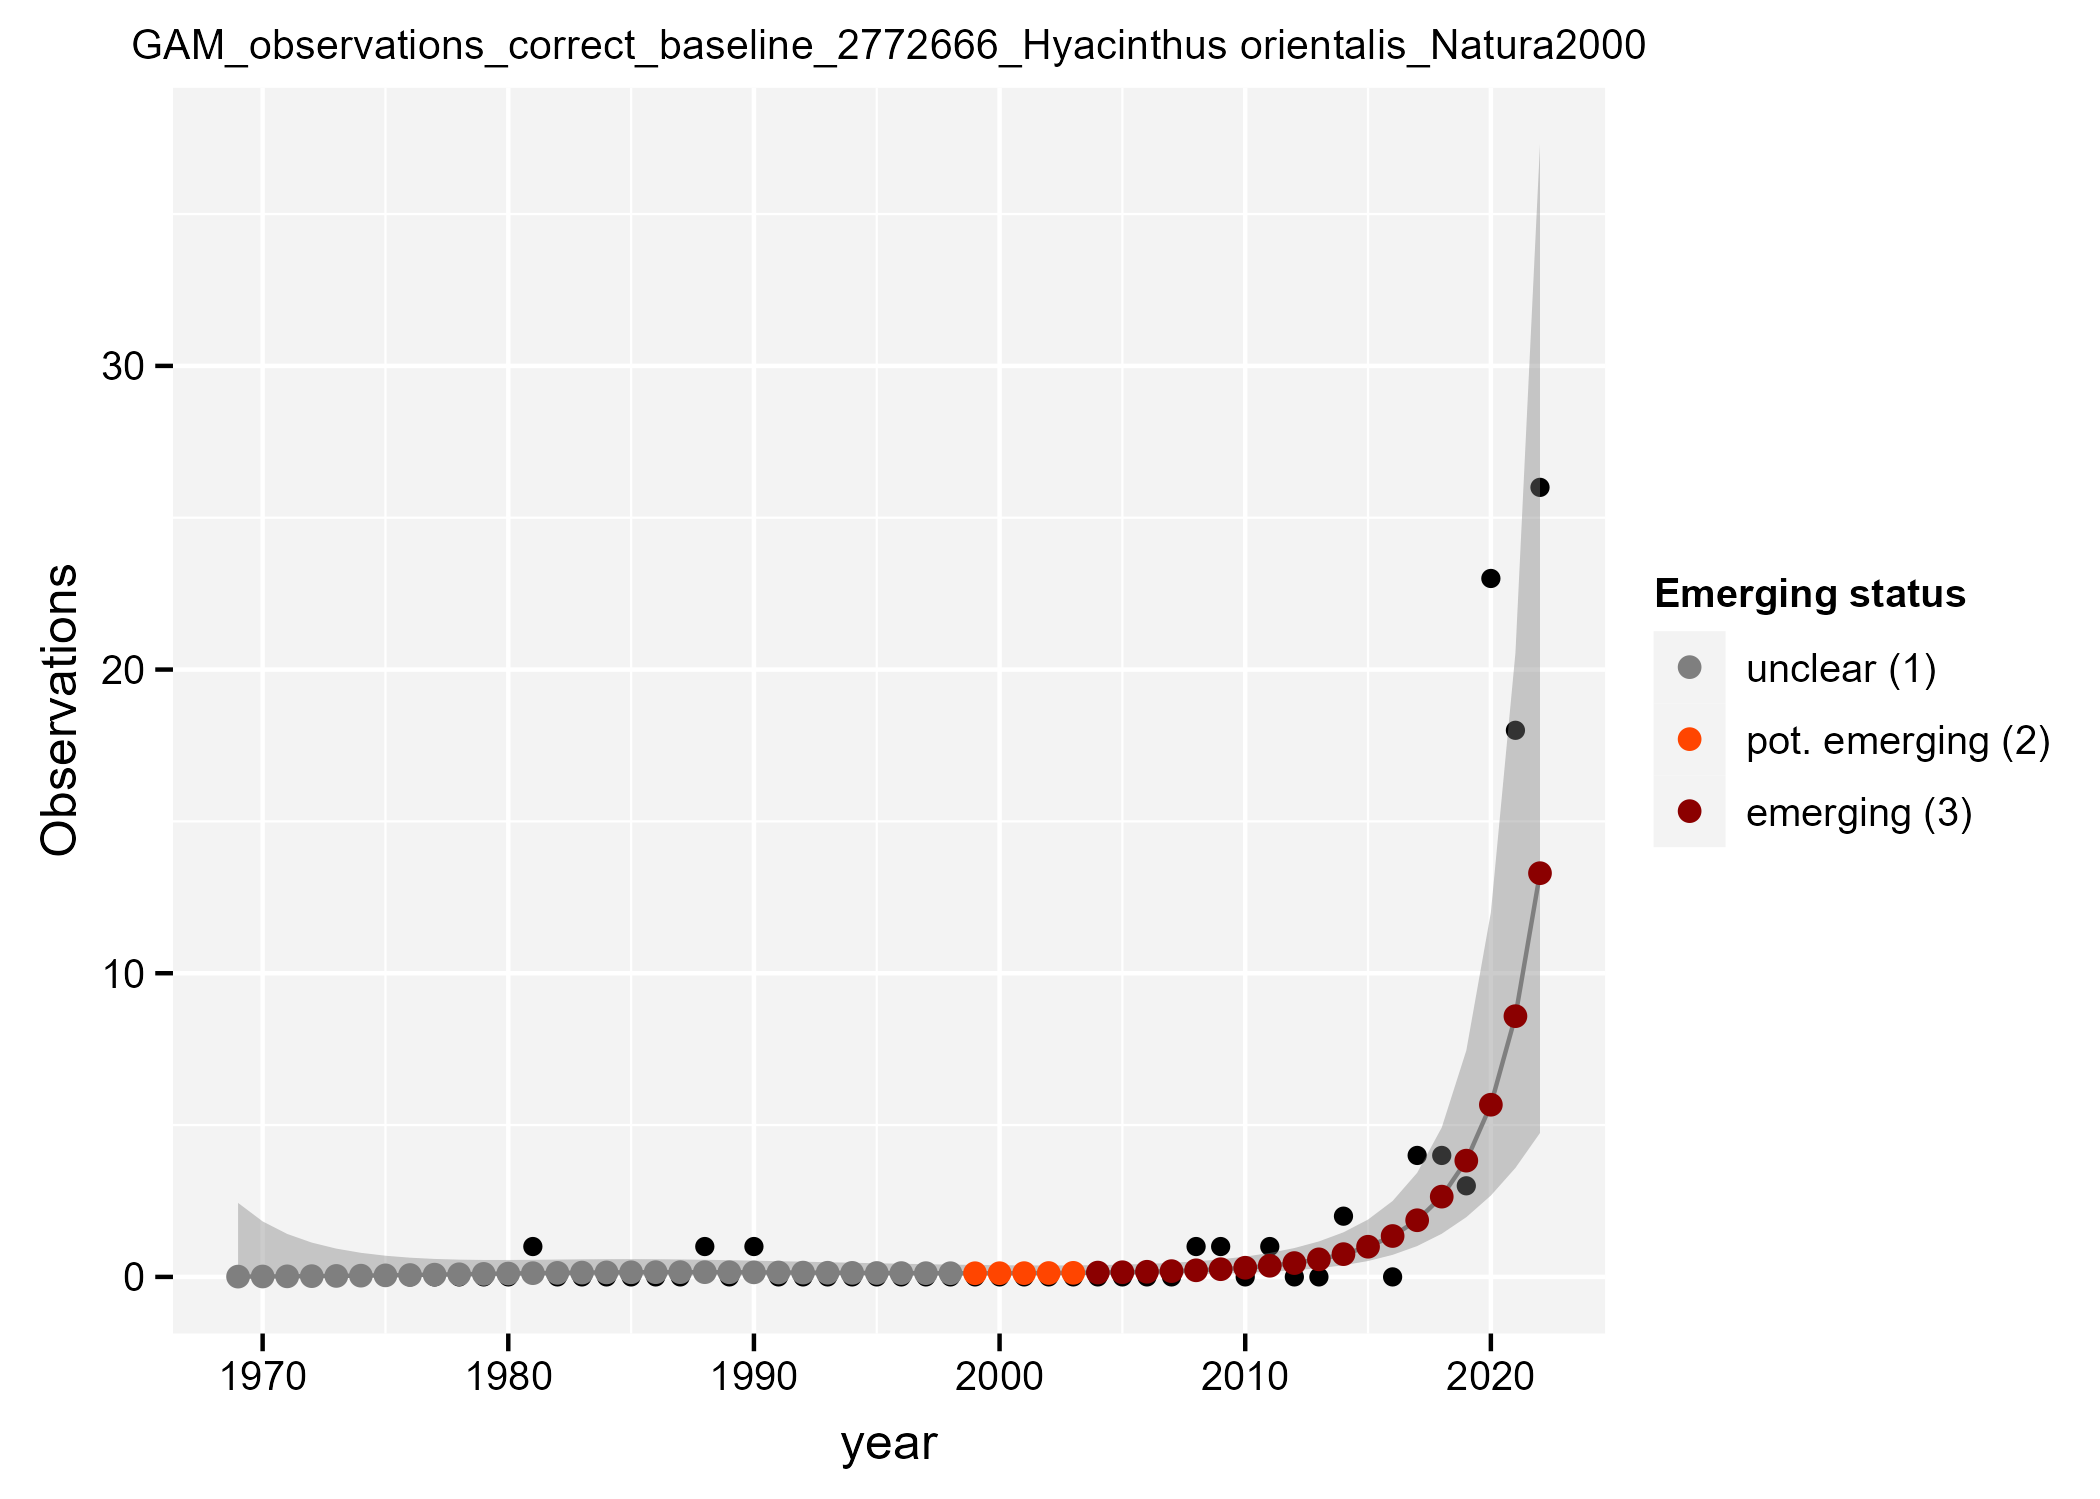 GAM_observations_correct_baseline_2772666_Hyacinthus orientalis_Natura2000
Observations
30
20
10
0
1970 1980 1990 2000 2010 2020
year
Emerging status
unclear (1)
pot. emerging (2)
emerging (3)